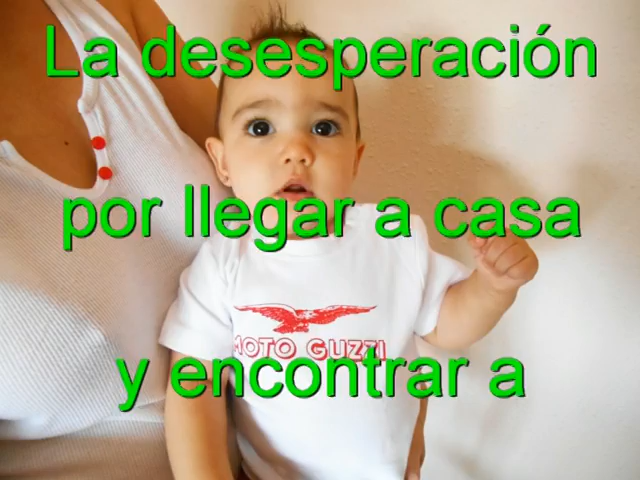 La desesperación
por llegar a casa
MOTO GUZZI
y encontrar a